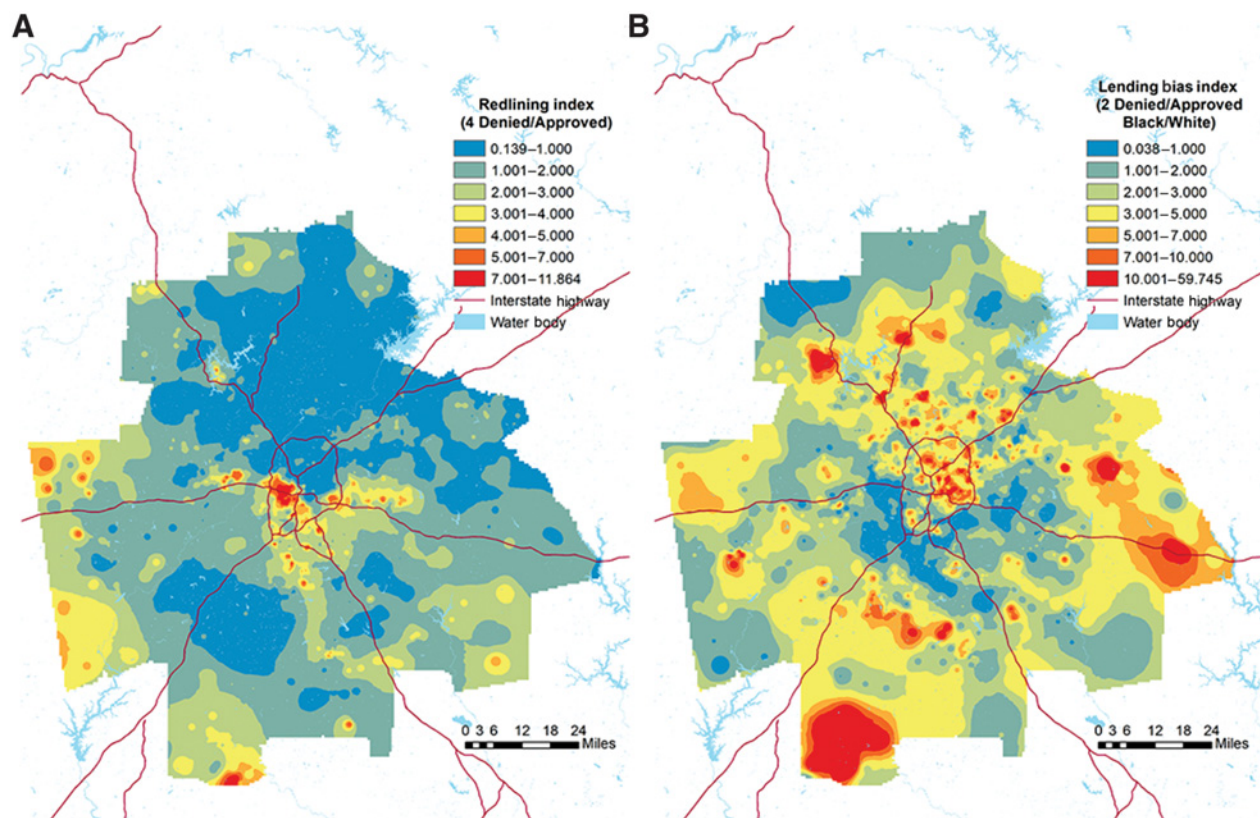 A
Redlining index
(4 Denied/Approved)
0.139–1.000
1.001–2.000
2.001–3.000
3.001–4.000
4.001–5.000
5.001–7.000
7.001–11.864
Interstate highway
Water body
0 3 6 12 18 24
Miles
B
Lending bias index
(2 Denied/Approved
Black/White)
0.038–1.000
1.001–2.000
2.001–3.000
3.001–5.000
5.001–7.000
7.001–10.000
10.001–59.745
Interstate highway
Water body
0 3 6 12 18 24
Miles